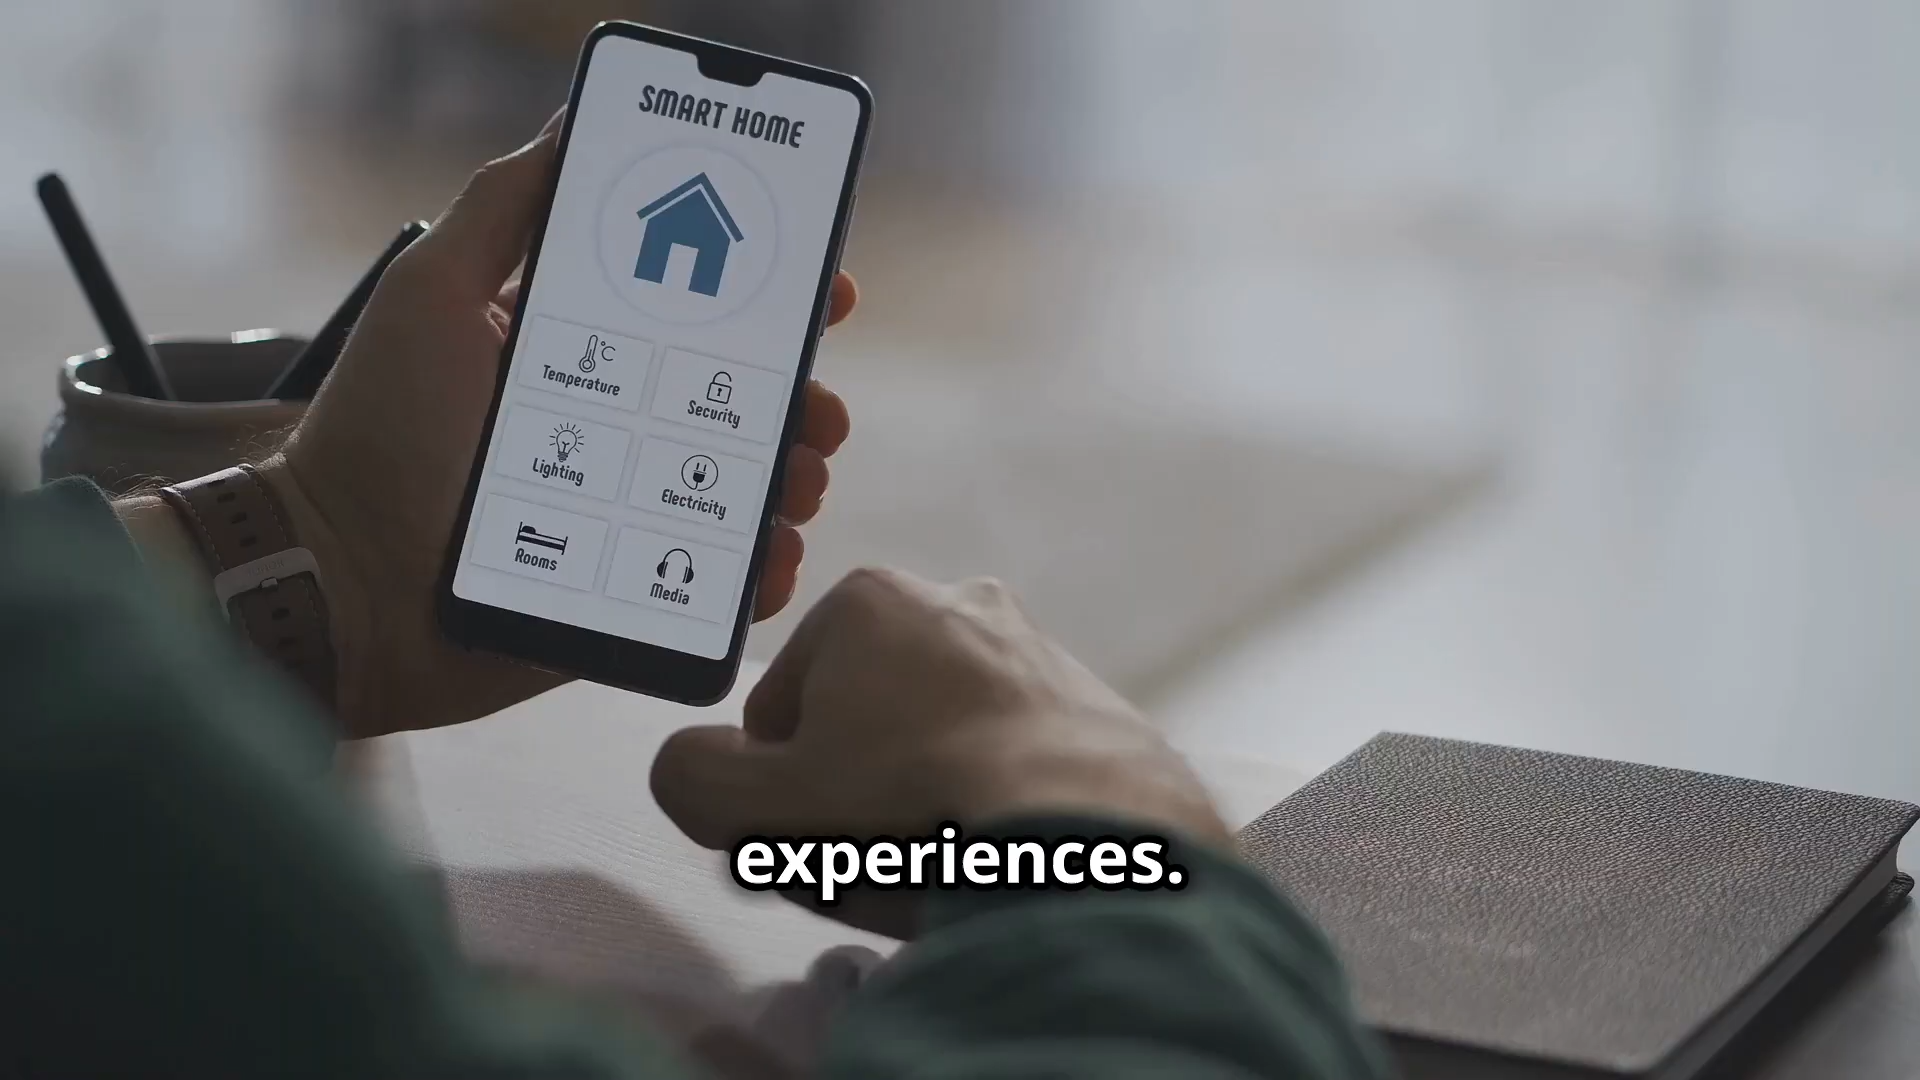 SMART HOME
°C
Temperature
Security
Lighting
Electricity
Rooms
Media
experiences.